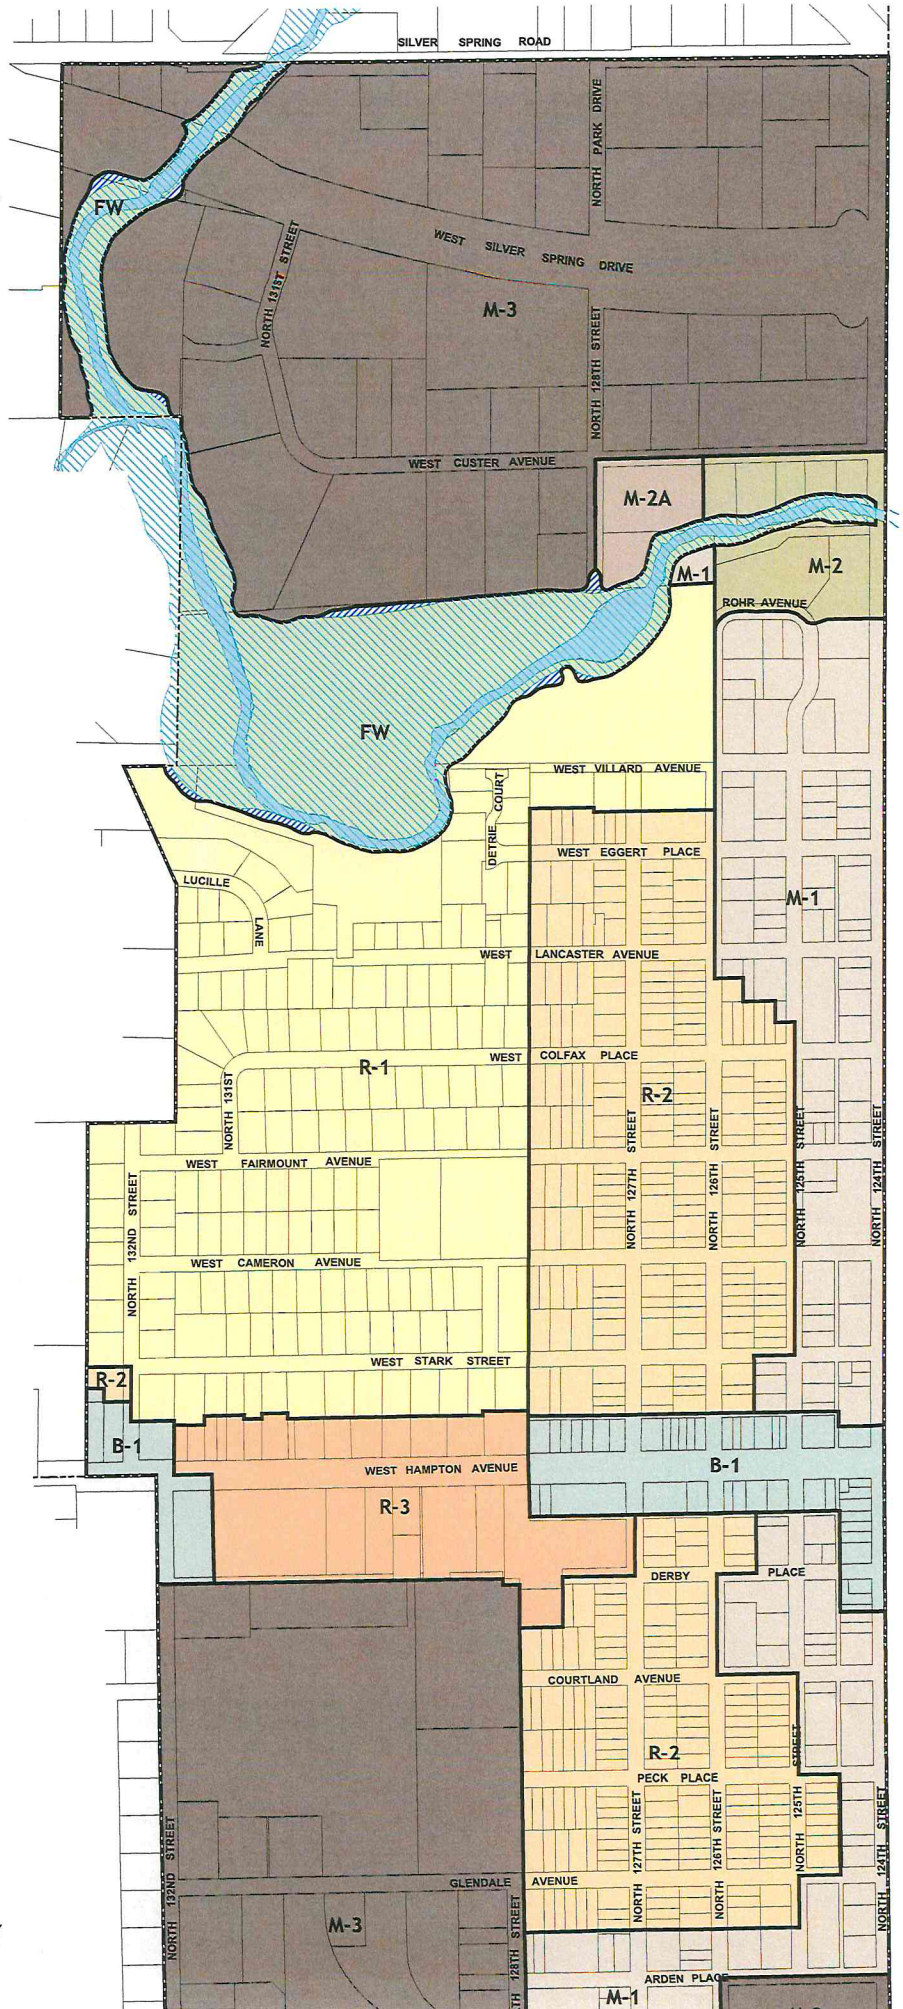 SILVER SPRING ROAD
NORTH PARK DRIVE
FW
NORTH 131ST STREET
WEST SILVER SPRING DRIVE
M-3
NORTH 128TH STREET
WEST CUSTER AVENUE
M-2A
M-1
M-2
ROHR AVENUE
FW
WEST VILLARD AVENUE
DETRIE COURT
WEST EGGERT PLACE
LUCILLE
LANE
M-1
WEST LANCASTER AVENUE
WEST COLFAX PLACE
R-1
R-2
NORTH 131ST
NORTH 127TH STREET
NORTH 126TH STREET
NORTH 125TH STREET
NORTH 124TH STREET
WEST FAIRMOUNT AVENUE
NORTH 132ND STREET
WEST CAMERON AVENUE
WEST STARK STREET
R-2
B-1
WEST HAMPTON AVENUE
B-1
R-3
DERBY PLACE
COURTLAND AVENUE
R-2
PECK PLACE
NORTH 132ND STREET
NORTH 127TH STREET
NORTH 126TH STREET
NORTH 125TH STREET
NORTH 124TH STREET
GLENDALE AVENUE
M-3
128TH STREET
ARDEN PLACE
M-1